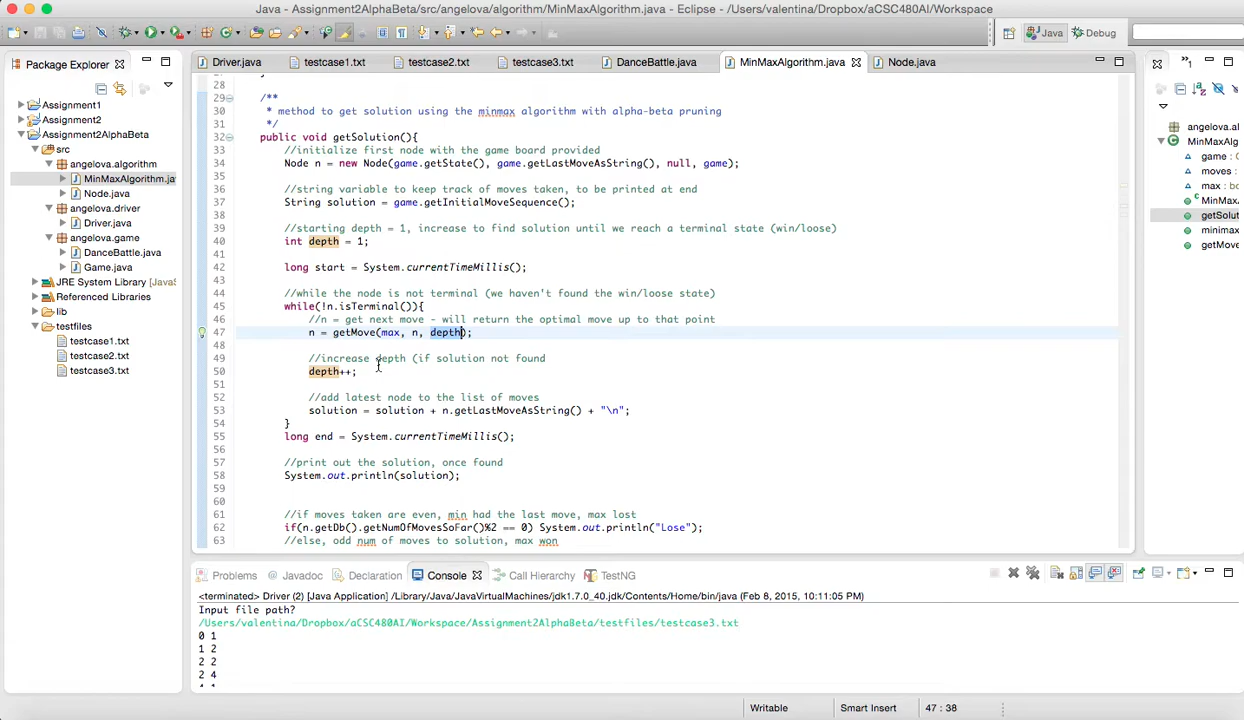 Java - Assignment2AlphaBeta/src/angelova/algorithm/MinMaxAlgorithm.java - Eclipse - /Users/valentina/Dropbox/aCSC480AI/Workspace
Java
Debug
Package Explorer
Assignment1
Assignment2
Assignment2AlphaBeta
src
angelova.algorithm
MinMaxAlgorithm.ja
Node.java
angelova.driver
Driver.java
angelova.game
DanceBattle.java
Game.java
JRE System Library [JavaS
Referenced Libraries
lib
testfiles
testcase1.txt
testcase2.txt
testcase3.txt
Driver.java
testcase1.txt
testcase2.txt
testcase3.txt
DanceBattle.java
MinMaxAlgorithm.java
Node.java
28
29 /**
30 * method to get solution using the minmax algorithm with alpha-beta pruning
31 */
32 public void getSolution(){
33 //initialize first node with the game board provided
34 Node n = new Node(game.getState(), game.getLastMoveAsString(), null, game);
35
36 //string variable to keep track of moves taken, to be printed at end
37 String solution = game.getInitialMoveSequence();
38
39 //starting depth = 1, increase to find solution until we reach a terminal state (win/loose)
40 int depth = 1;
41
42 long start = System.currentTimeMillis();
43
44 //while the node is not terminal (we haven't found the win/loose state)
45 while(!n.isTerminal()){
46 //n = get next move - will return the optimal move up to that point
47 n = getMove(max, n, depth);
48
49 //increase depth (if solution not found
50 depth++;
51
52 //add latest node to the list of moves
53 solution = solution + n.getLastMoveAsString() + "\n";
54 }
55 long end = System.currentTimeMillis();
56
57 //print out the solution, once found
58 System.out.println(solution);
59
60
61 //if moves taken are even, min had the last move, max lost
62 if(n.getDb().getNumOfMovesSoFar()%2 == 0) System.out.println("Lose");
63 //else, odd num of moves to solution, max won
angelova.al
MinMaxAlg
game :
moves :
max : bo
MinMax
getSolut
minimax
getMove
Problems
Javadoc
Declaration
Console
Call Hierarchy
TestNG
<terminated> Driver (2) [Java Application] /Library/Java/JavaVirtualMachines/jdk1.7.0_40.jdk/Contents/Home/bin/java (Feb 8, 2015, 10:11:05 PM)
Input file path?
/Users/valentina/Dropbox/aCSC480AI/Workspace/Assignment2AlphaBeta/testfiles/testcase3.txt
0 1
1 2
2 2
2 4
Writable
Smart Insert
47 : 38